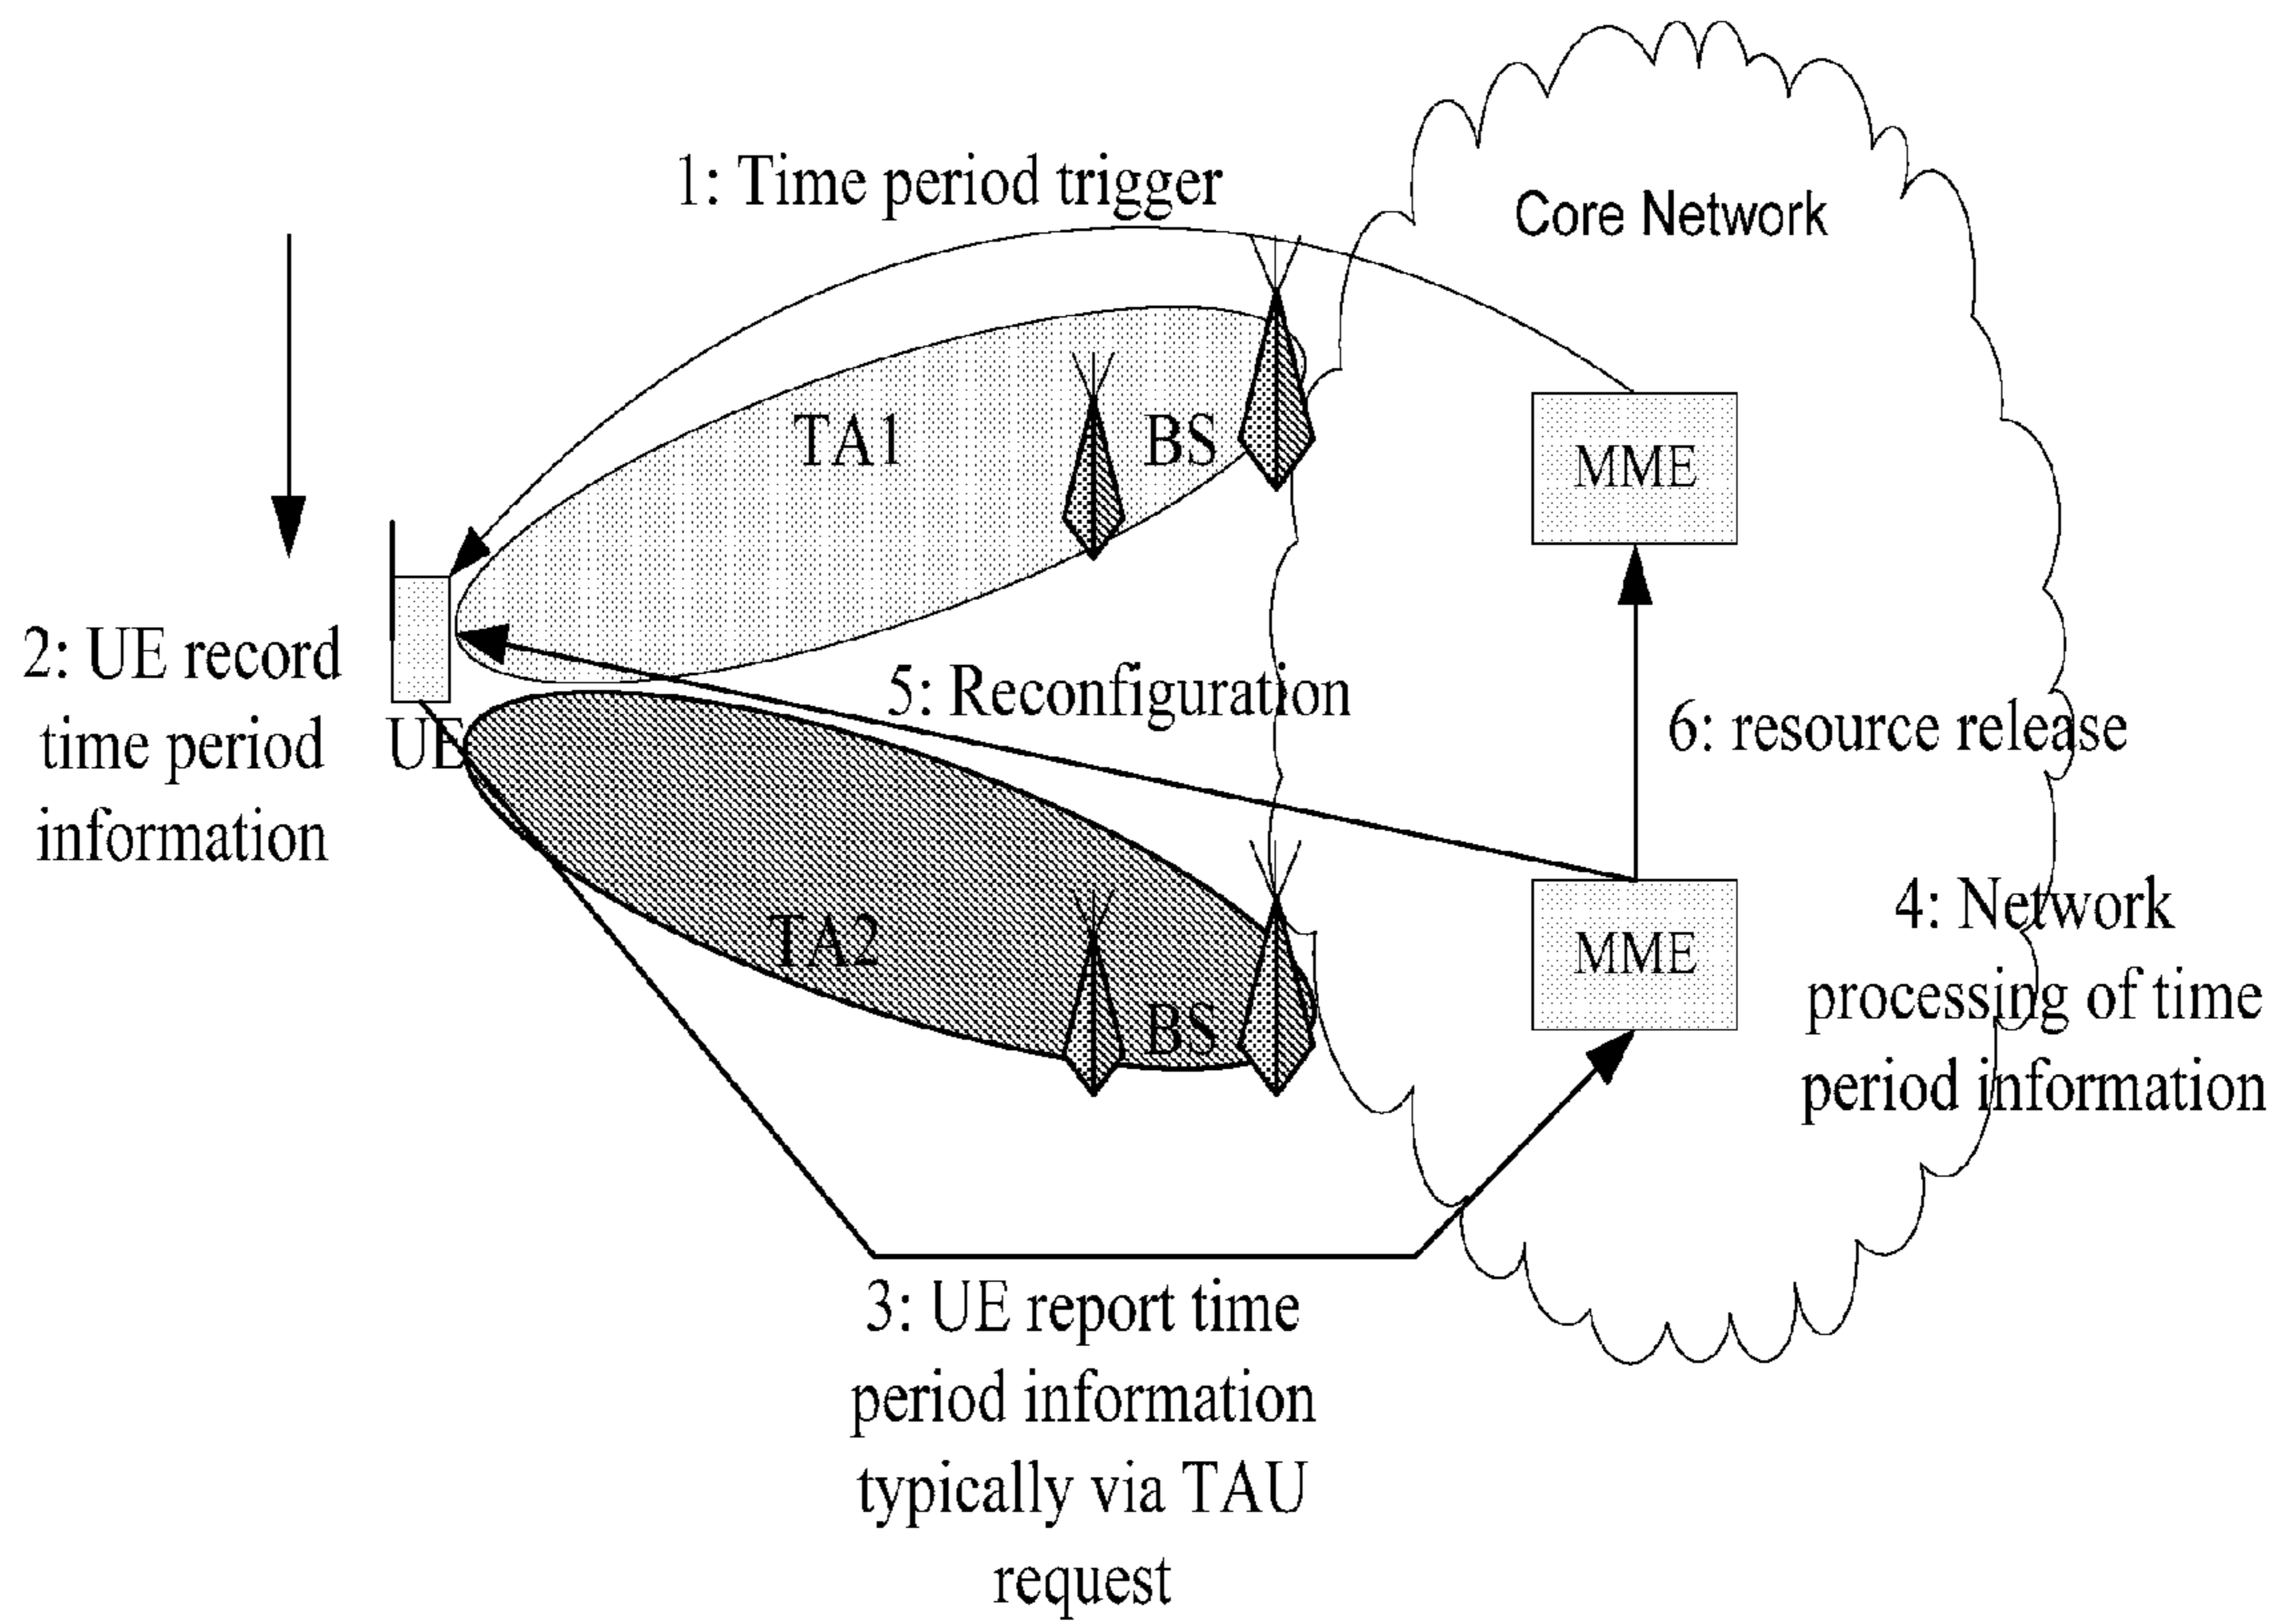 1: Time period trigger
Core Network
TA1
BS
MME
2: UE record
time period
information
UE
5: Reconfiguration
6: resource release
TA2
BS
MME
4: Network
processing of time
period information
3: UE report time
period information
typically via TAU
request